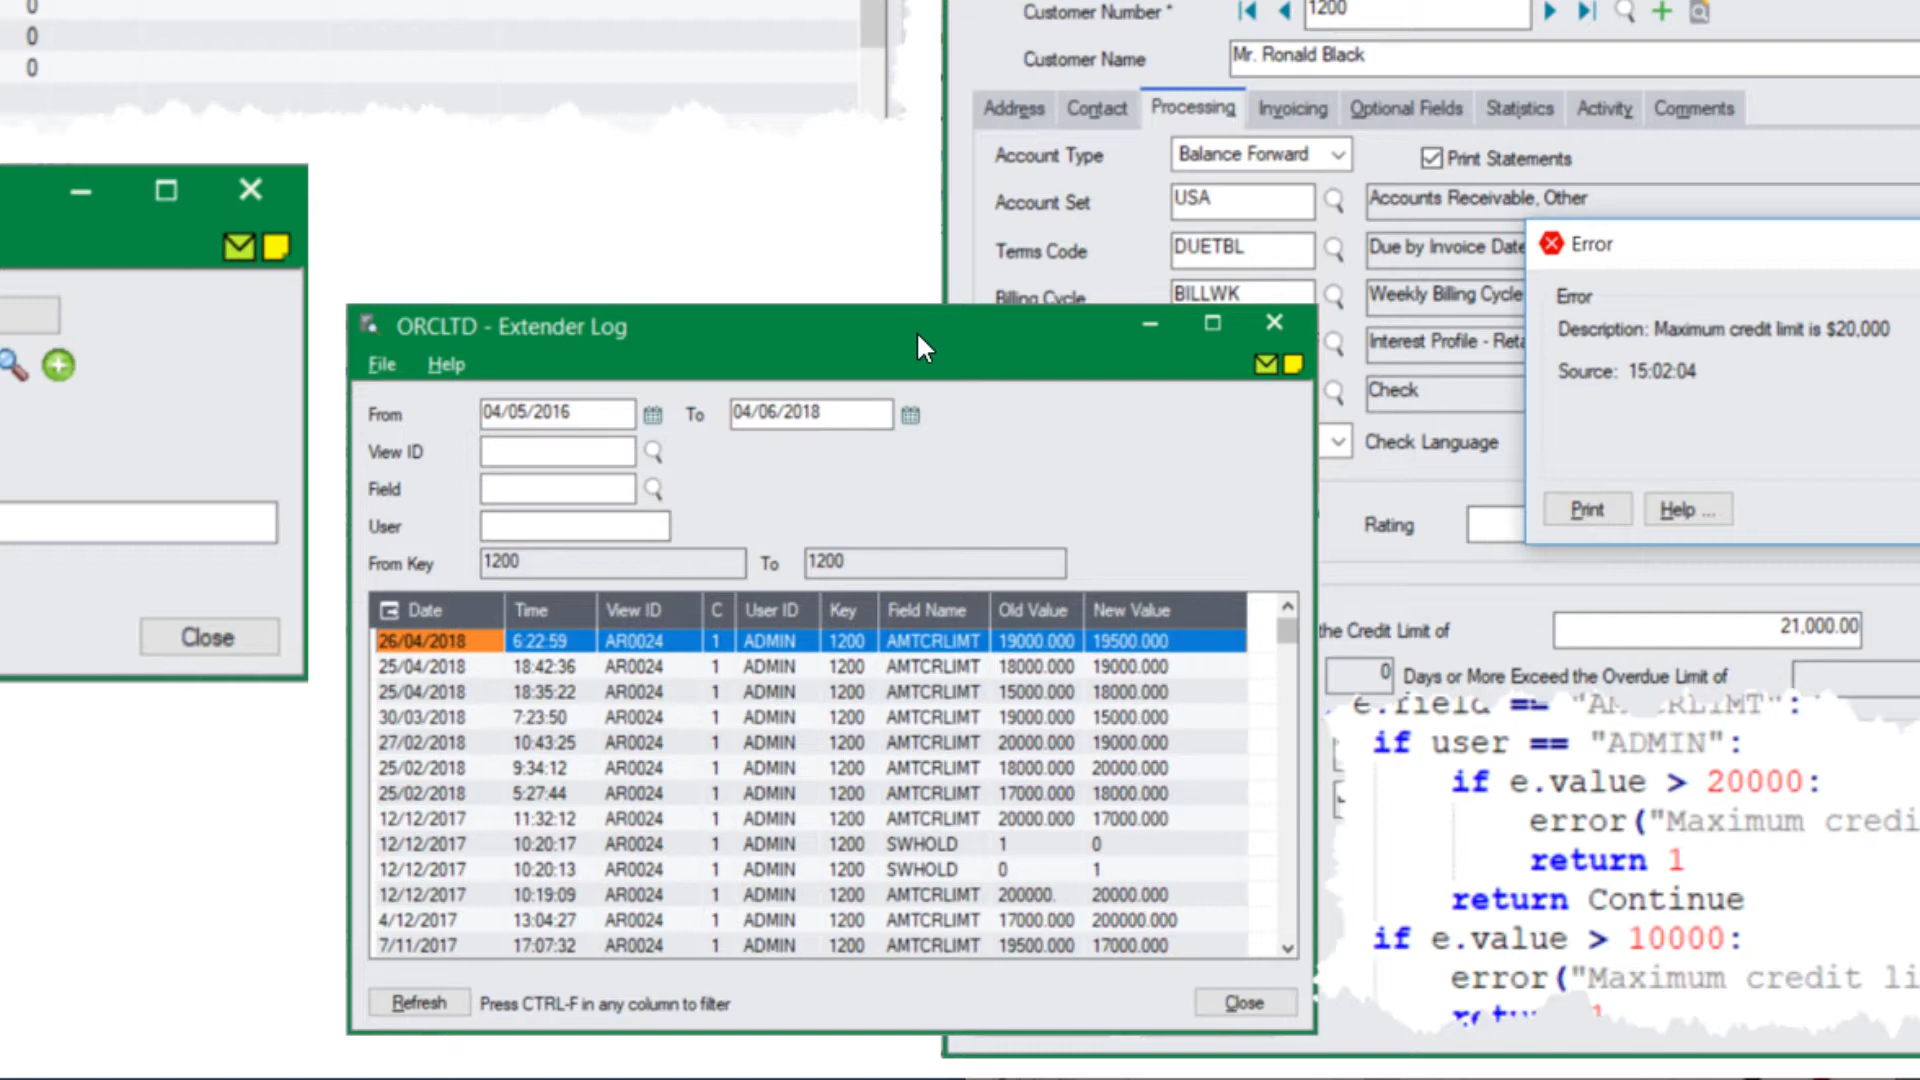 0
0
0
Customer Number *
1200
Customer Name
Mr. Ronald Black
Address Contact Processing Invoicing Optional Fields Statistics Activity Comments
Account Type
Balance Forward
Print Statements
Account Set
USA
Accounts Receivable, Other
Terms Code
DUETBL
Due by Invoice Date
Billing Cycle
BILLWK
Weekly Billing Cycle
Interest Profile - Reta
Check
Check Language
Rating
Error
Error
Description: Maximum credit limit is $20,000
Source: 15:02:04
Print
Help ...
the Credit Limit of
21,000.00
0
Days or More Exceed the Overdue Limit of
Close
ORCLTD - Extender Log
File Help
From 04/05/2016 To 04/06/2018
View ID
Field
User
From Key 1200 To 1200
Date Time View ID C User ID Key Field Name Old Value New Value
26/04/2018 6:22:59 AR0024 1 ADMIN 1200 AMTCRLIMT 19000.000 19500.000
25/04/2018 18:42:36 AR0024 1 ADMIN 1200 AMTCRLIMT 18000.000 19000.000
25/04/2018 18:35:22 AR0024 1 ADMIN 1200 AMTCRLIMT 15000.000 18000.000
30/03/2018 7:23:50 AR0024 1 ADMIN 1200 AMTCRLIMT 19000.000 15000.000
27/02/2018 10:43:25 AR0024 1 ADMIN 1200 AMTCRLIMT 20000.000 19000.000
25/02/2018 9:34:12 AR0024 1 ADMIN 1200 AMTCRLIMT 18000.000 20000.000
25/02/2018 5:27:44 AR0024 1 ADMIN 1200 AMTCRLIMT 17000.000 18000.000
12/12/2017 11:32:12 AR0024 1 ADMIN 1200 AMTCRLIMT 20000.000 17000.000
12/12/2017 10:20:17 AR0024 1 ADMIN 1200 SWHOLD 1 0
12/12/2017 10:20:13 AR0024 1 ADMIN 1200 SWHOLD 0 1
12/12/2017 10:19:09 AR0024 1 ADMIN 1200 AMTCRLIMT 200000. 20000.000
4/12/2017 13:04:27 AR0024 1 ADMIN 1200 AMTCRLIMT 17000.000 200000.000
7/11/2017 17:07:32 AR0024 1 ADMIN 1200 AMTCRLIMT 19500.000 17000.000
Refresh
Press CTRL-F in any column to filter
Close
e.field ==
if user == "ADMIN":
if e.value > 20000:
error("Maximum credi
return 1
return Continue
if e.value > 10000:
error("Maximum credit li